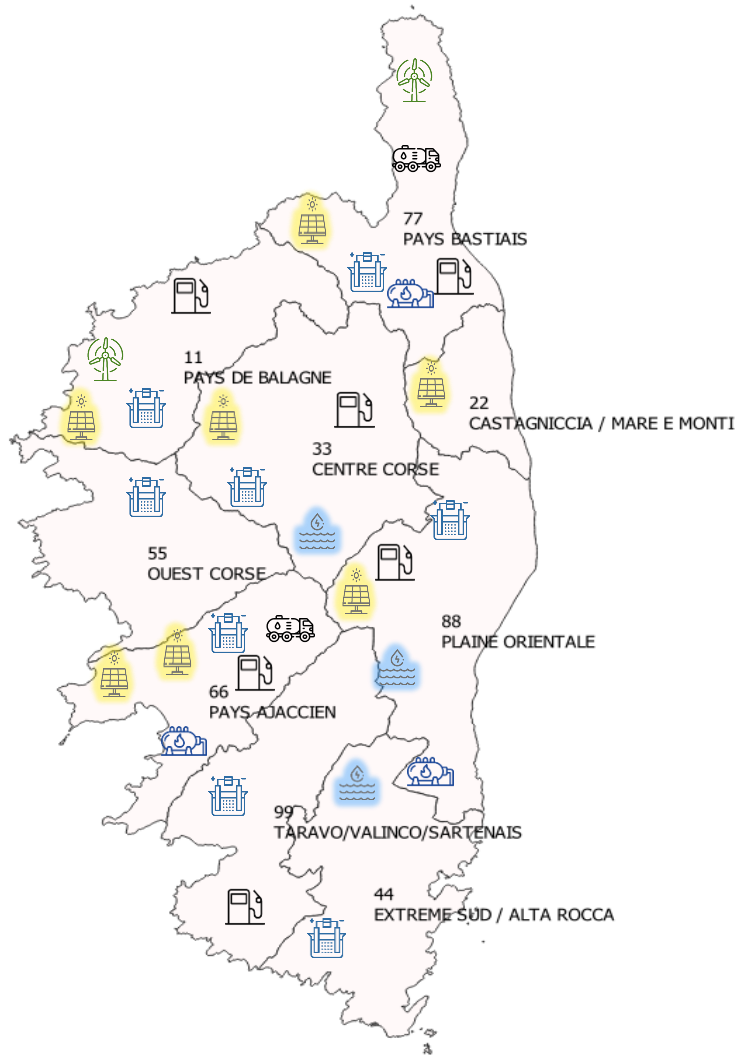 77
PAYS BASTIAIS
11
PAYS DE BALAGNE
22
CASTAGNICCIA / MARE E MONTI
33
CENTRE CORSE
55
OUEST CORSE
88
PLAINE ORIENTALE
66
PAYS AJACCIEN
99
TARAVO/VALINCO/SARTENAIS
44
EXTREME SUD / ALTA ROCCA